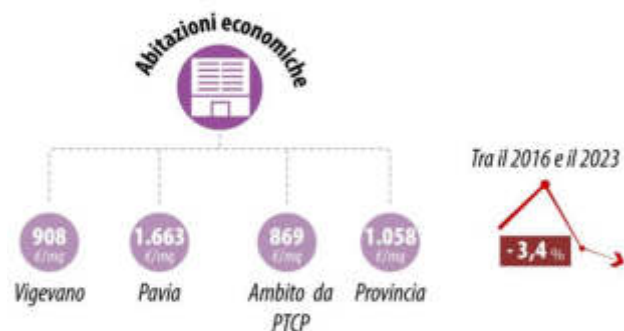 Abitazioni economiche
Tra il 2016 e il 2023
908
€/mq
1.663
€/mq
869
€/mq
1.058
€/mq
- 3,4 %
Vigevano
Pavia
Ambito da
PTCP
Provincia